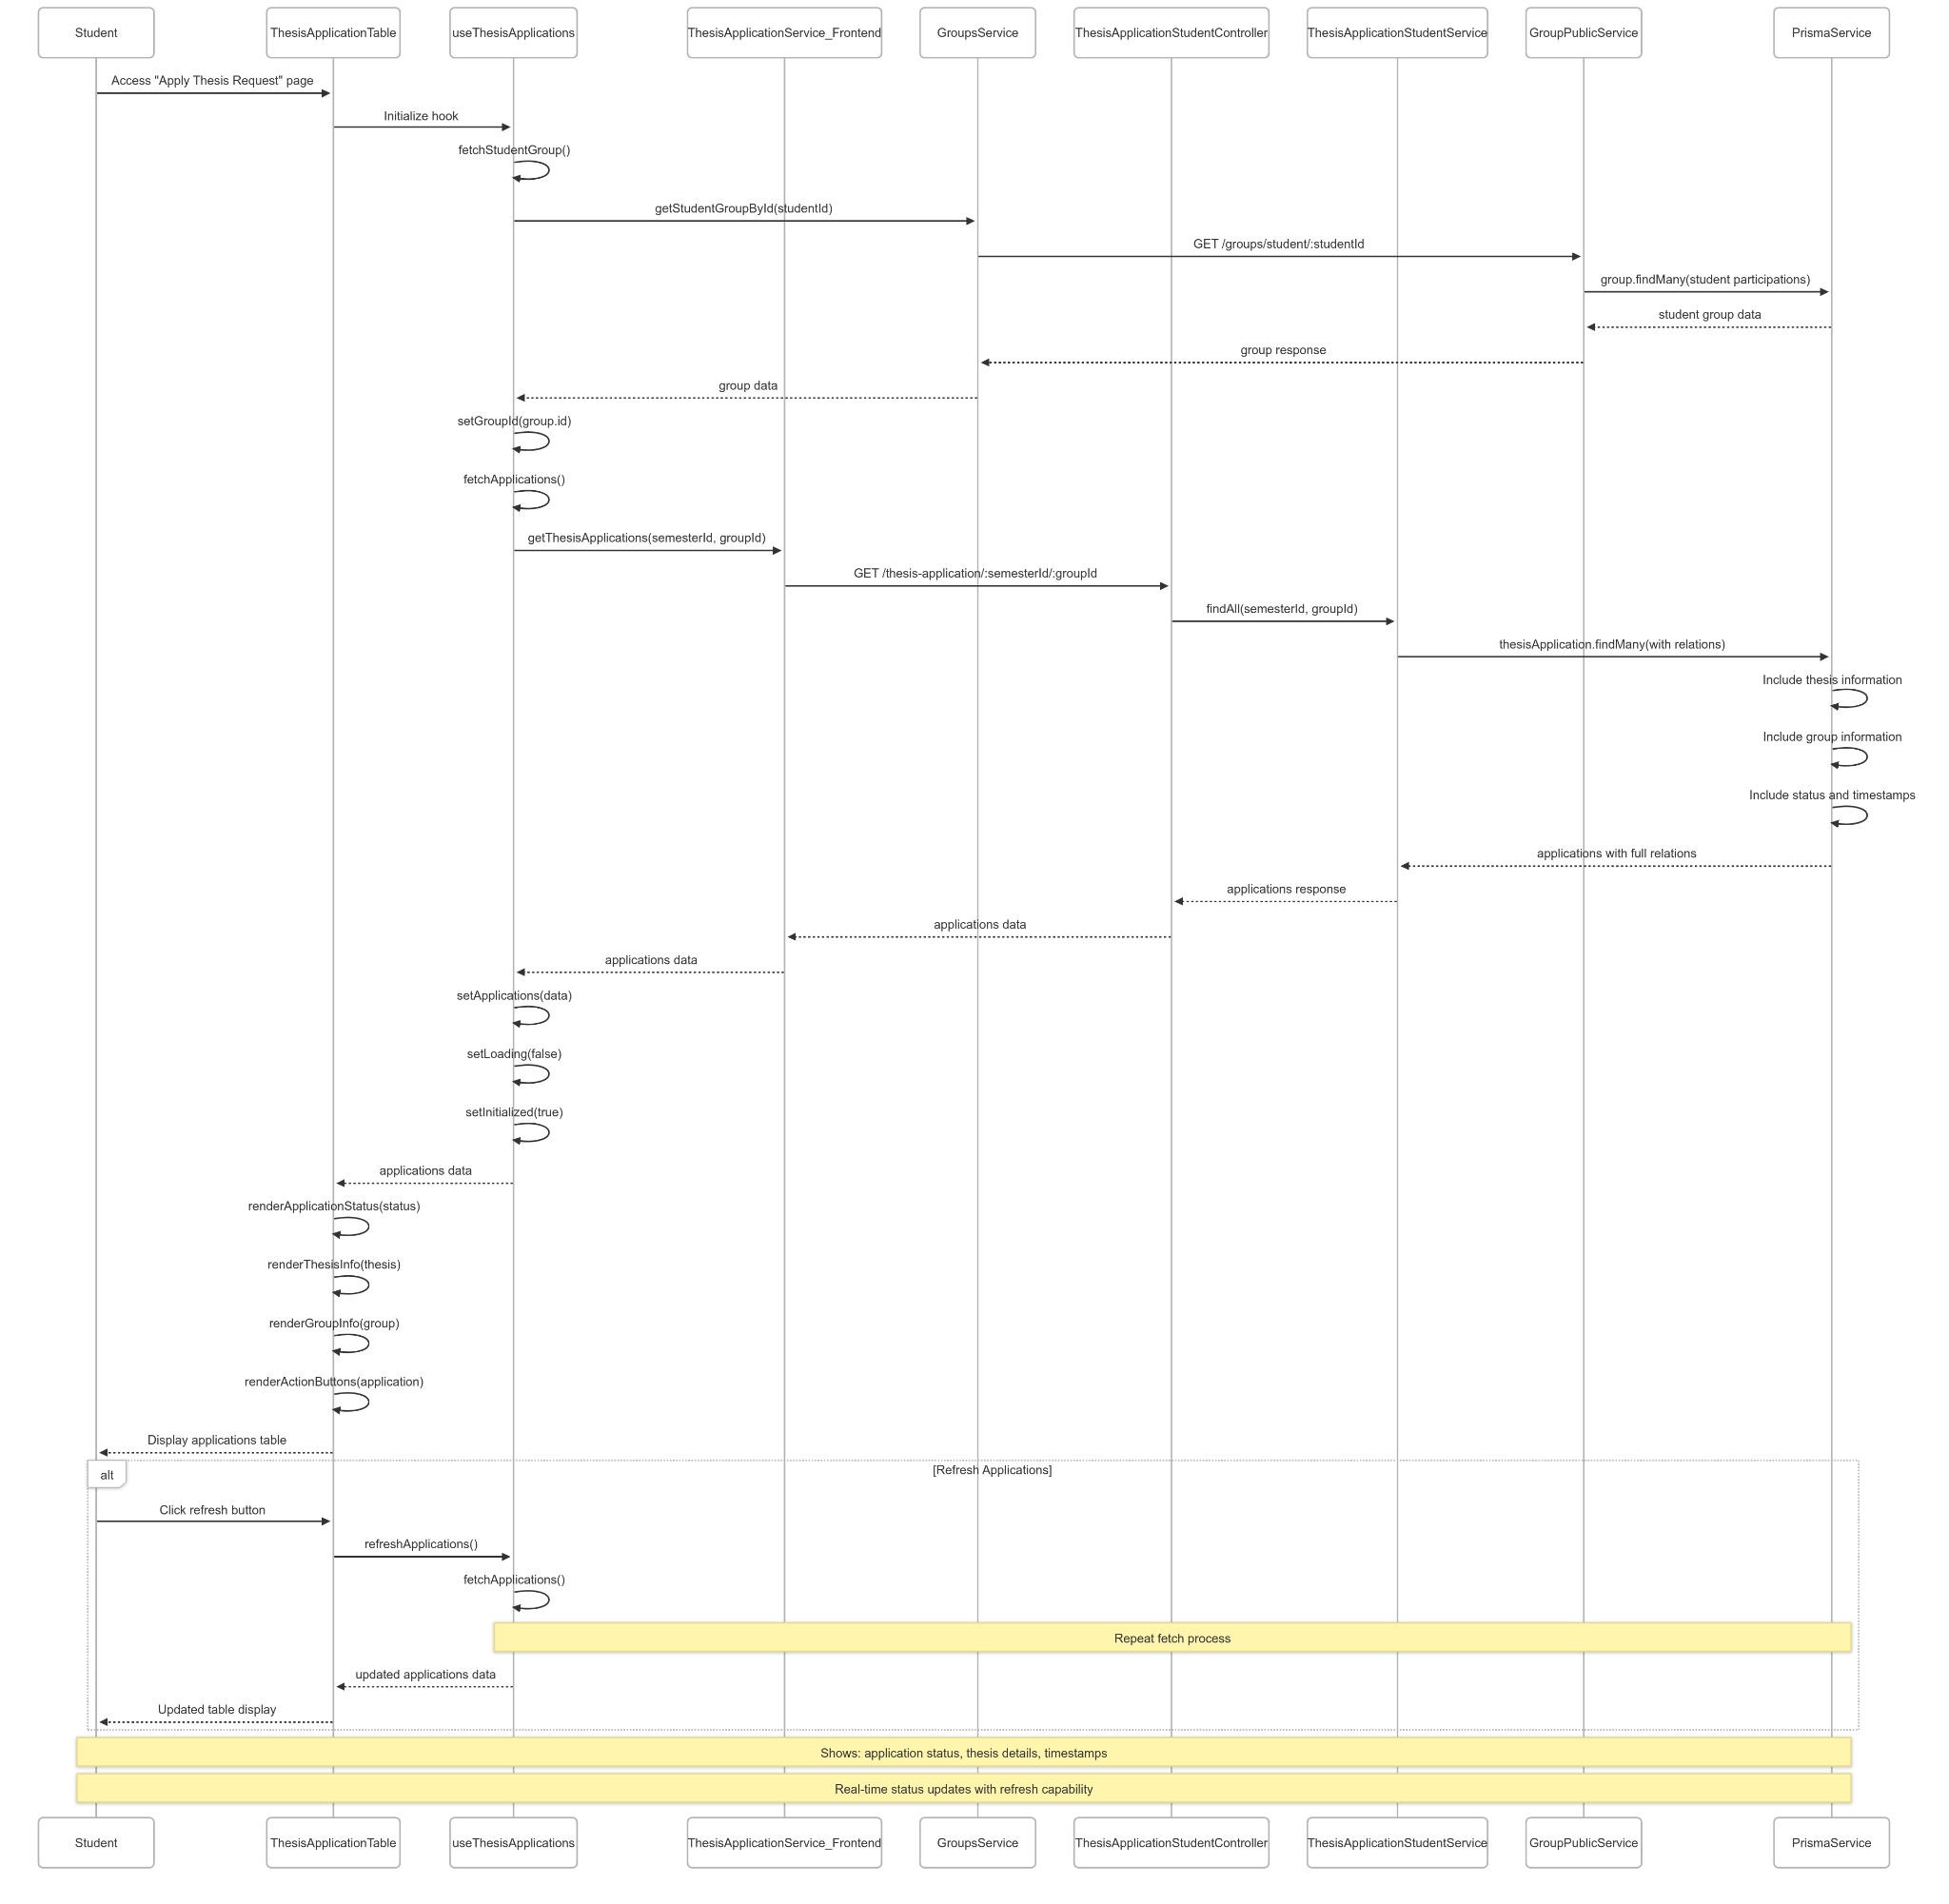 Student
ThesisApplicationTable
useThesisApplications
ThesisApplicationService_Frontend
GroupsService
ThesisApplicationStudentController
ThesisApplicationStudentService
GroupPublicService
PrismaService
Access "Apply Thesis Request" page
Initialize hook
fetchStudentGroup()
getStudentGroupById(studentId)
GET /groups/student/:studentId
group.findMany(student participations)
student group data
group response
group data
setGroupId(group.id)
fetchApplications()
getThesisApplications(semesterId, groupId)
GET /thesis-application/:semesterId/:groupId
findAll(semesterId, groupId)
thesisApplication.findMany(with relations)
Include thesis information
Include group information
Include status and timestamps
applications with full relations
applications response
applications data
applications data
setApplications(data)
setLoading(false)
setInitialized(true)
applications data
renderApplicationStatus(status)
renderThesisInfo(thesis)
renderGroupInfo(group)
renderActionButtons(application)
Display applications table
alt
[Refresh Applications]
Click refresh button
refreshApplications()
fetchApplications()
Repeat fetch process
updated applications data
Updated table display
Shows: application status, thesis details, timestamps
Real-time status updates with refresh capability
Student
ThesisApplicationTable
useThesisApplications
ThesisApplicationService_Frontend
GroupsService
ThesisApplicationStudentController
ThesisApplicationStudentService
GroupPublicService
PrismaService